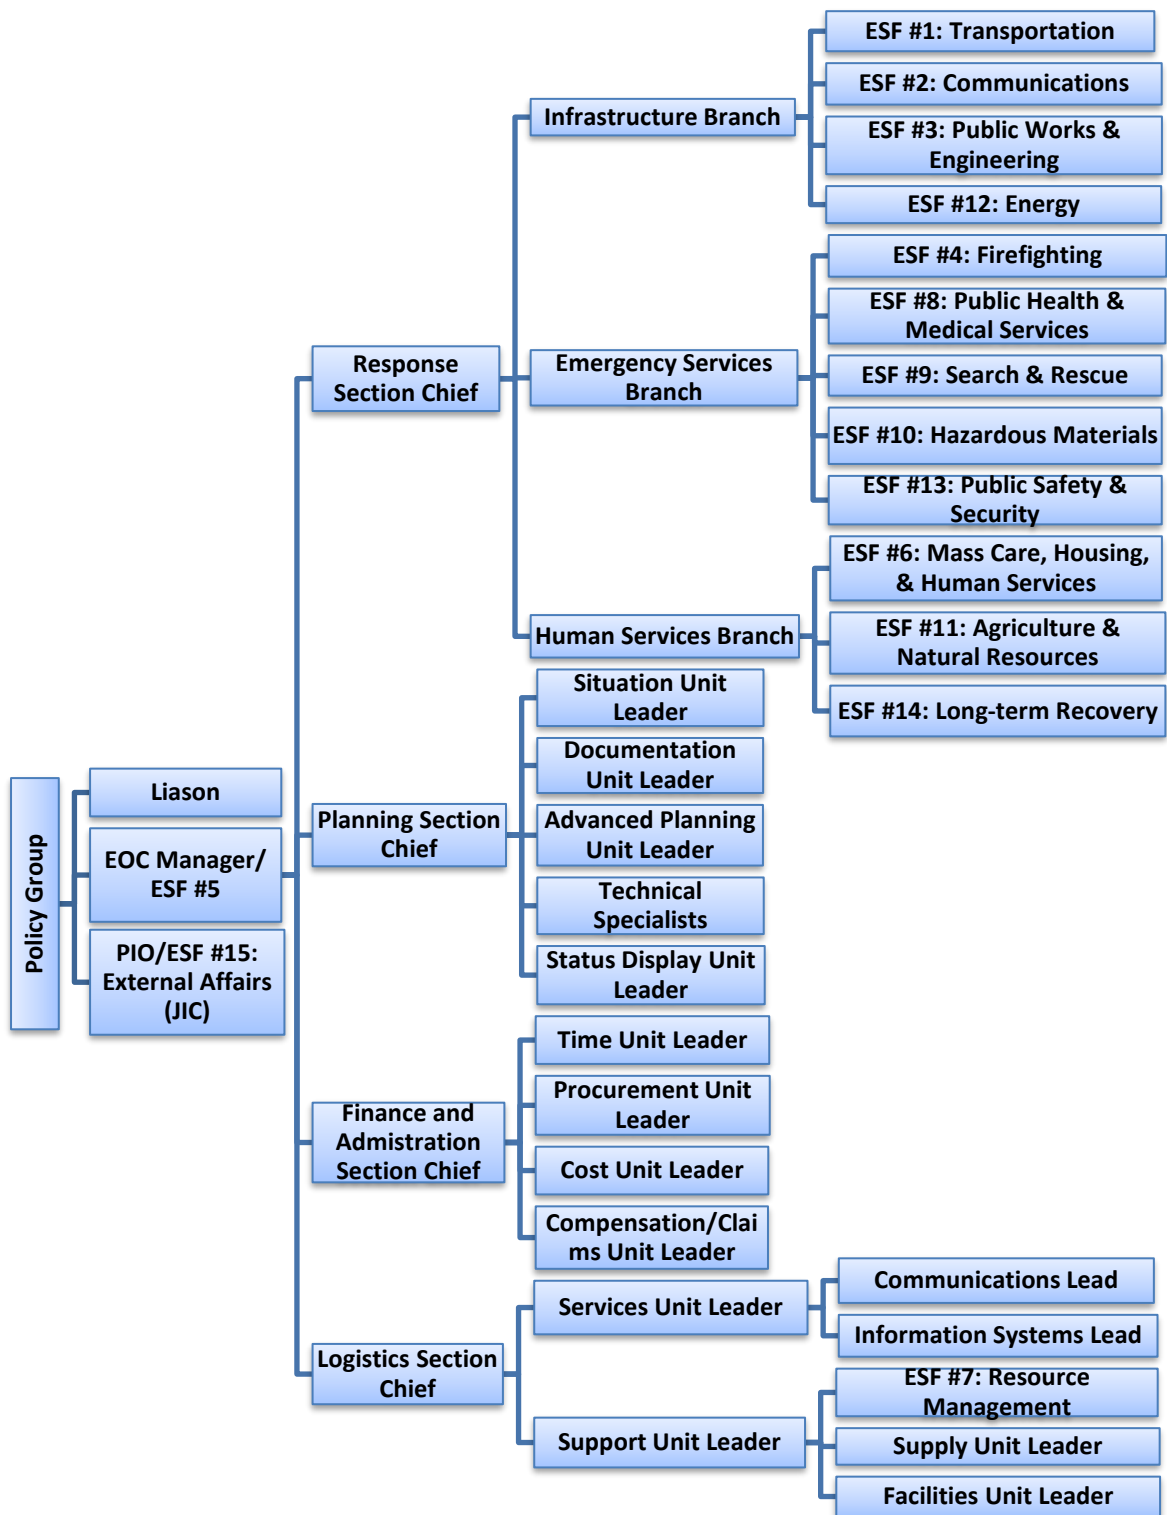 Policy Group
Liason
EOC Manager/
ESF #5
PIO/ESF #15:
External Affairs
(JIC)
Response
Section Chief
Infrastructure Branch
ESF #1: Transportation
ESF #2: Communications
ESF #3: Public Works &
Engineering
ESF #12: Energy
Emergency Services
Branch
ESF #4: Firefighting
ESF #8: Public Health &
Medical Services
ESF #9: Search & Rescue
ESF #10: Hazardous Materials
ESF #13: Public Safety &
Security
Human Services Branch
ESF #6: Mass Care, Housing,
& Human Services
ESF #11: Agriculture &
Natural Resources
ESF #14: Long-term Recovery
Planning Section
Chief
Situation Unit
Leader
Documentation
Unit Leader
Advanced Planning
Unit Leader
Technical
Specialists
Status Display Unit
Leader
Finance and
Admistration
Section Chief
Time Unit Leader
Procurement Unit
Leader
Cost Unit Leader
Compensation/Clai
ms Unit Leader
Logistics Section
Chief
Services Unit Leader
Communications Lead
Information Systems Lead
Support Unit Leader
ESF #7: Resource
Management
Supply Unit Leader
Facilities Unit Leader